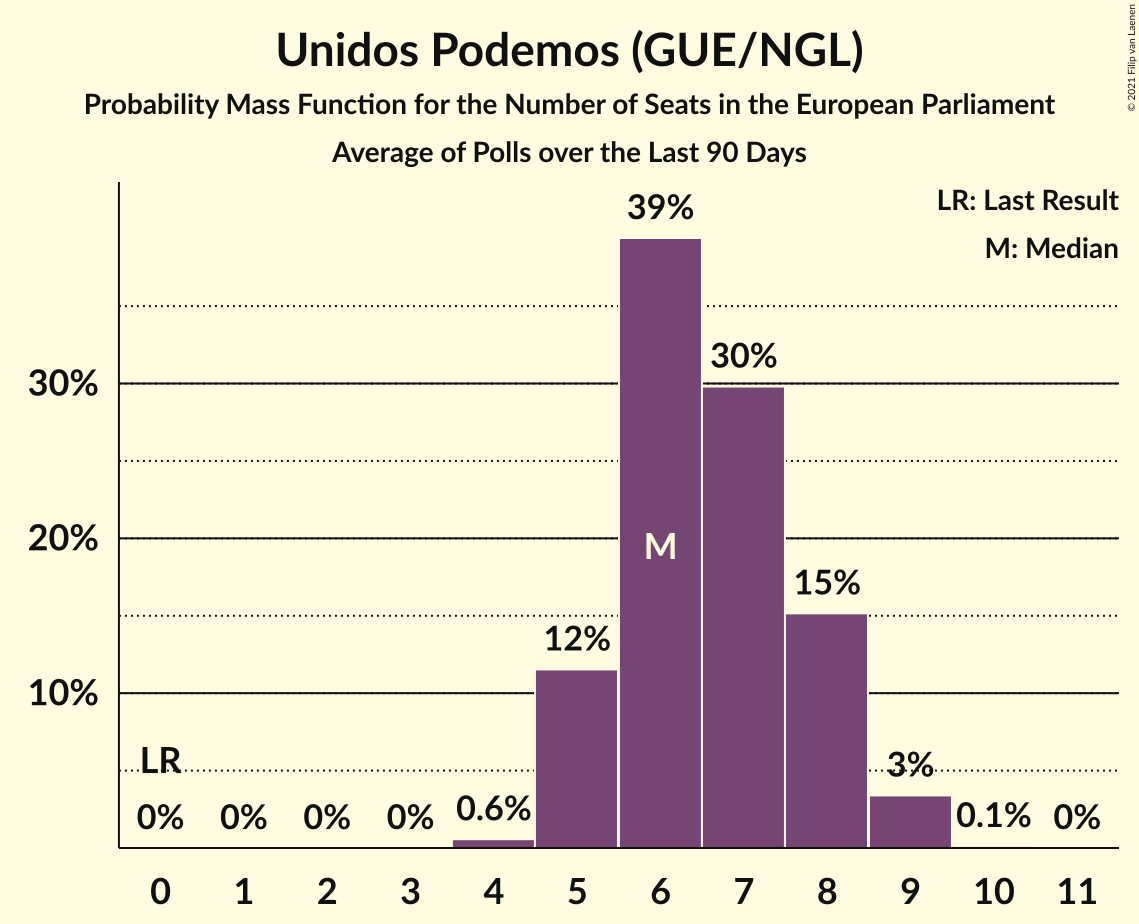 Unidos Podemos (GUE/NGL)
Probability Mass Function for the Number of Seats in the European Parliament
Average of Polls over the Last 90 Days
© 2021 Filip van Laenen
LR: Last Result
M: Median
39%
30%
30%
20%
M
15%
12%
10%
LR
3%
0% 0% 0% 0% 0.6% 0.1% 0%
0 1 2 3 4 5 6 7 8 9 10 11